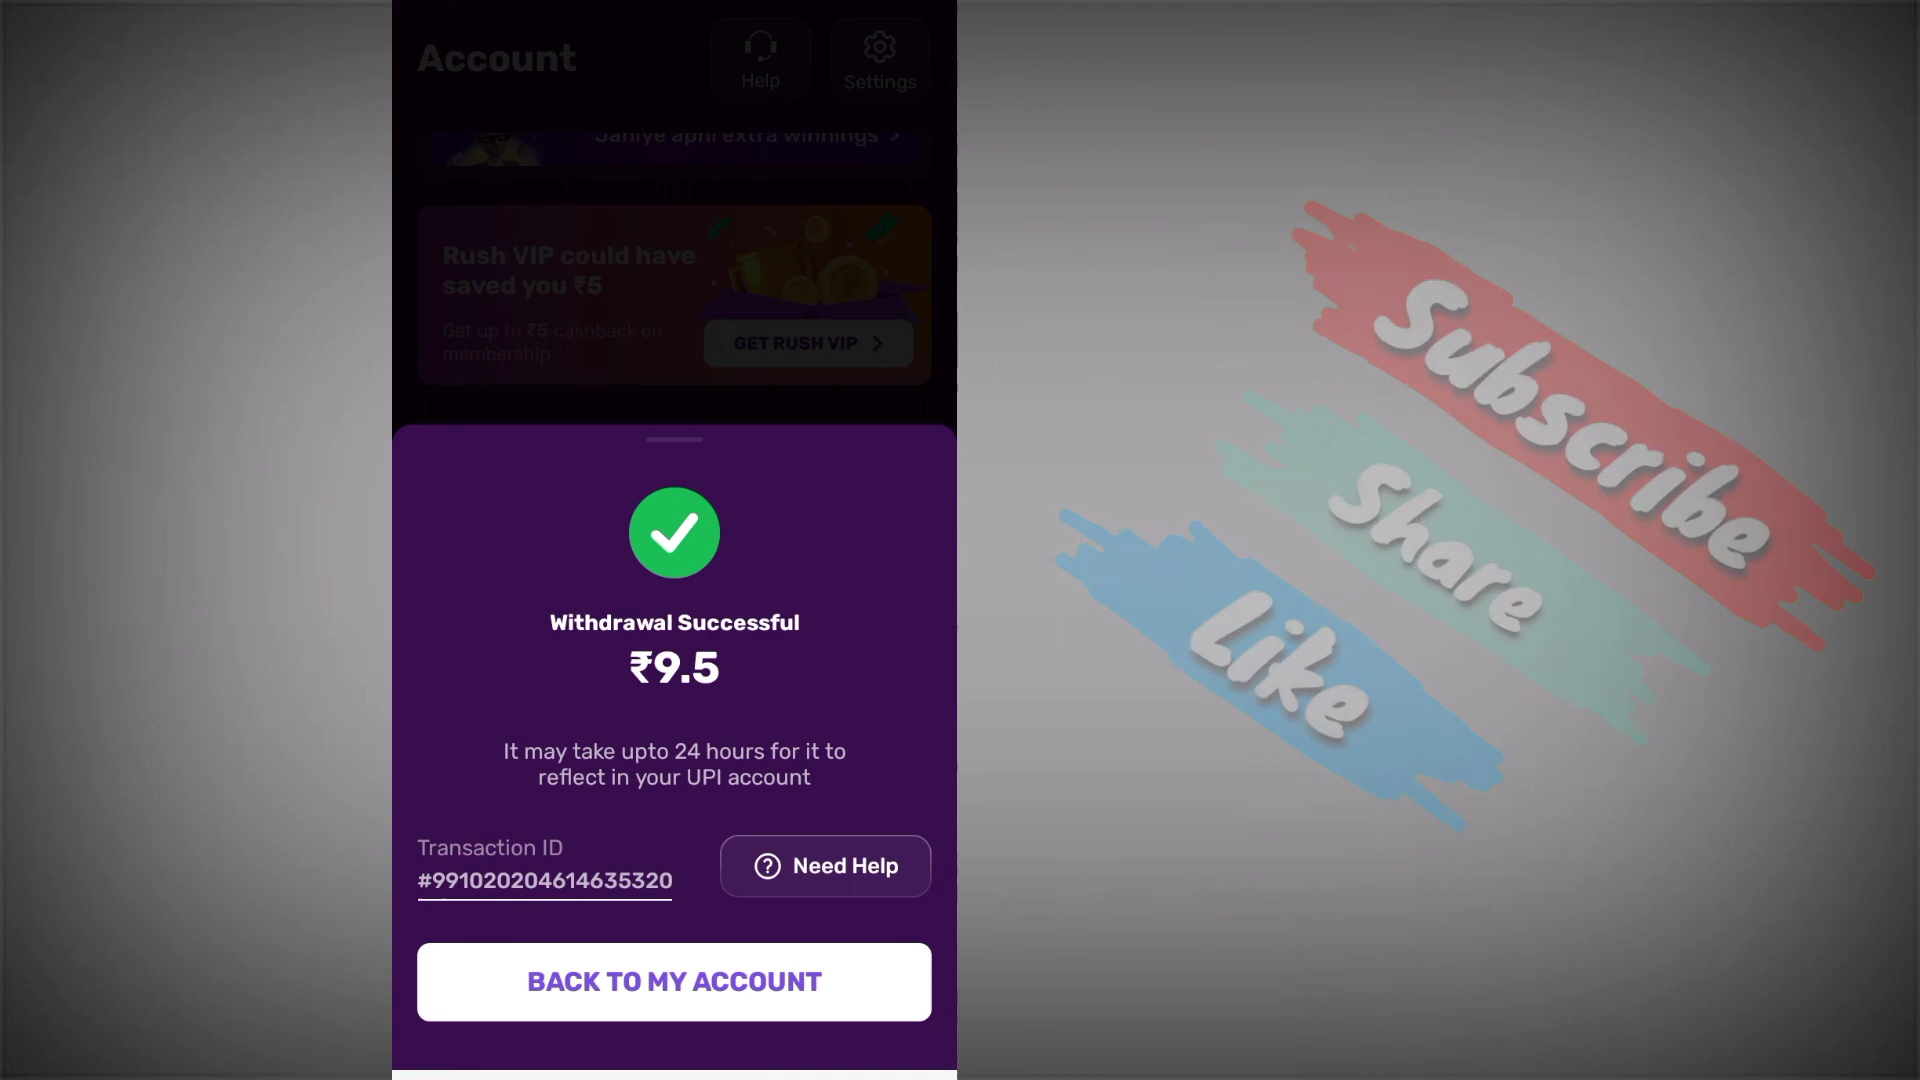 Account
Help
Settings
Janiye apni extra winnings >
Rush VIP could have
saved you ₹5
Get up to ₹5 cashback on
membership
GET RUSH VIP >
Withdrawal Successful
₹9.5
It may take upto 24 hours for it to
reflect in your UPI account
Transaction ID
#991020204614635320
Need Help
BACK TO MY ACCOUNT
Subscribe
Share
Like